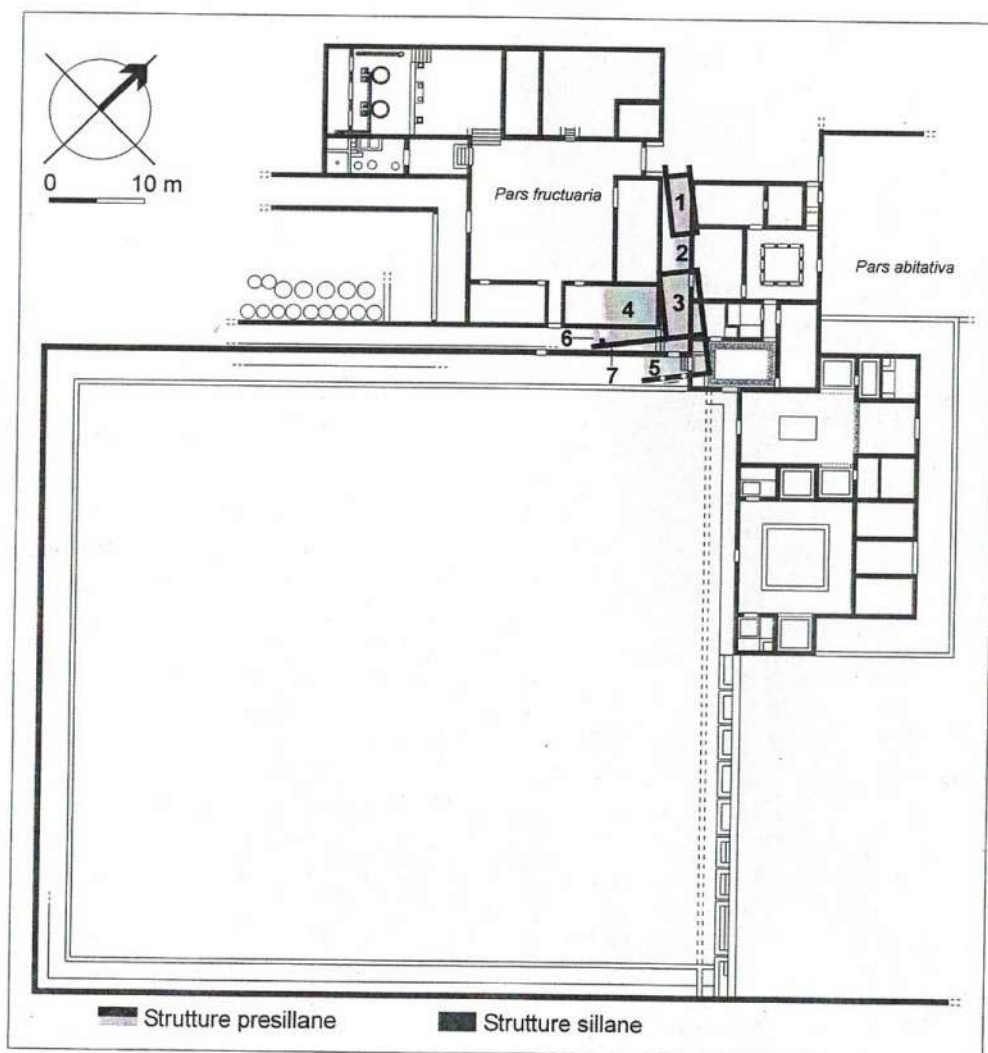 0 10 m
Pars fructuaria
Pars abitativa
1
2
3
4
5
6
7
Strutture presillane
Strutture sillane